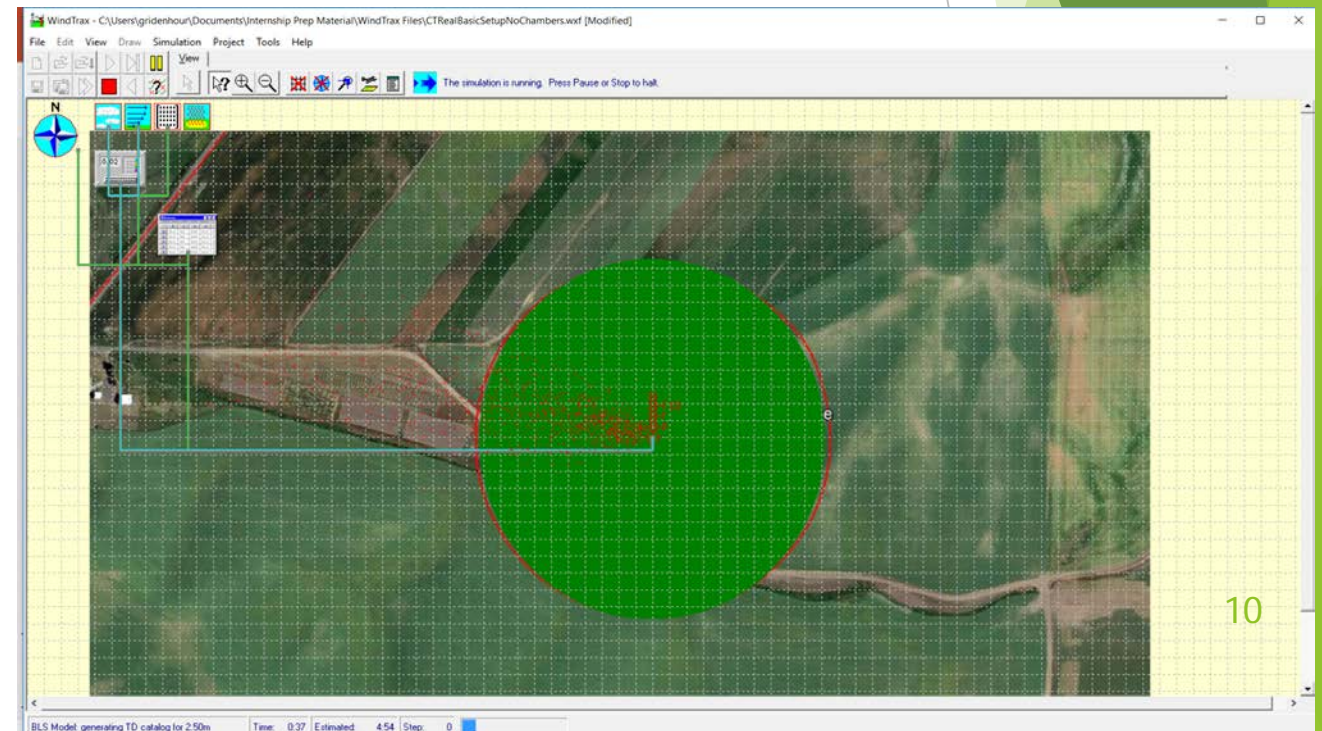 WindTrax - C:\Users\gridenhour\Documents\Internship Prep Material\WindTrax Files\CTRealBasicSetupNoChambers.wxf [Modified]
File Edit View Draw Simulation Project Tools Help
View
The simulation is running. Press Pause or Stop to halt.
N
e
10
BLS Model: generating TD catalog for 2.50m Time: 0:37 Estimated: 4:54 Step: 0